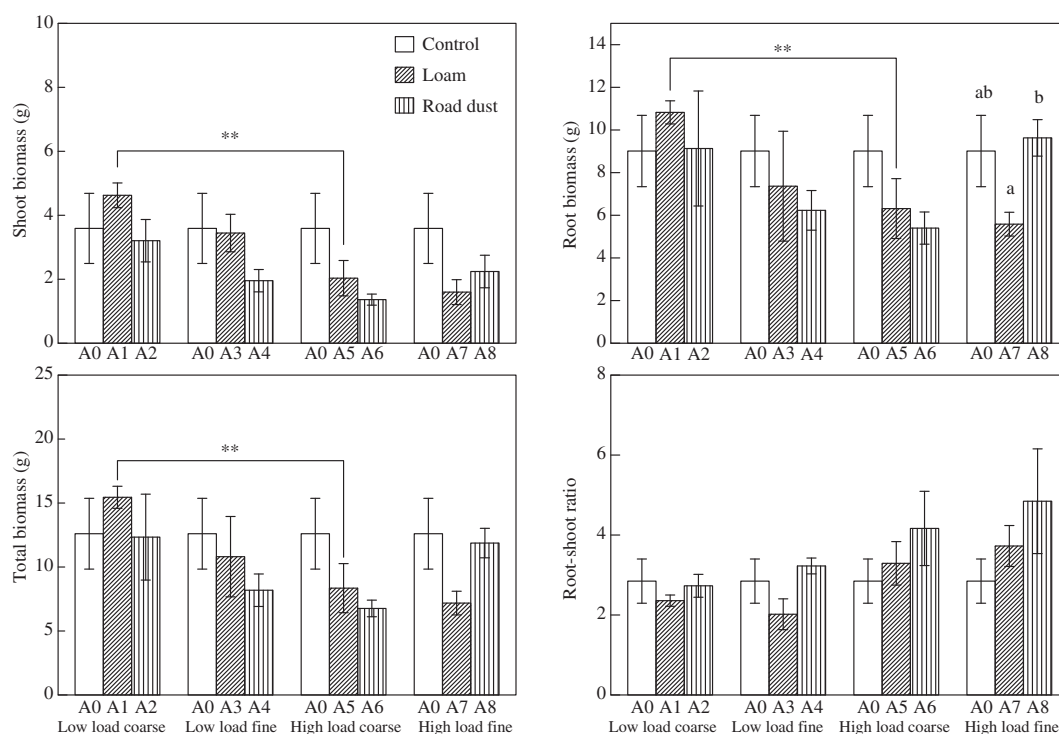 10
8
6
4
2
0
Shoot biomass (g)
Control
Loam
Road dust
**
A0 A1 A2 A0 A3 A4 A0 A5 A6 A0 A7 A8
14
12
10
8
6
4
2
0
Root biomass (g)
**
ab
a
b
A0 A1 A2 A0 A3 A4 A0 A5 A6 A0 A7 A8
25
20
15
10
5
0
Total biomass (g)
**
A0 A1 A2 A0 A3 A4 A0 A5 A6 A0 A7 A8
Low load coarse Low load fine High load coarse High load fine
8
6
4
2
0
Root-shoot ratio
A0 A1 A2 A0 A3 A4 A0 A5 A6 A0 A7 A8
Low load coarse Low load fine High load coarse High load fine